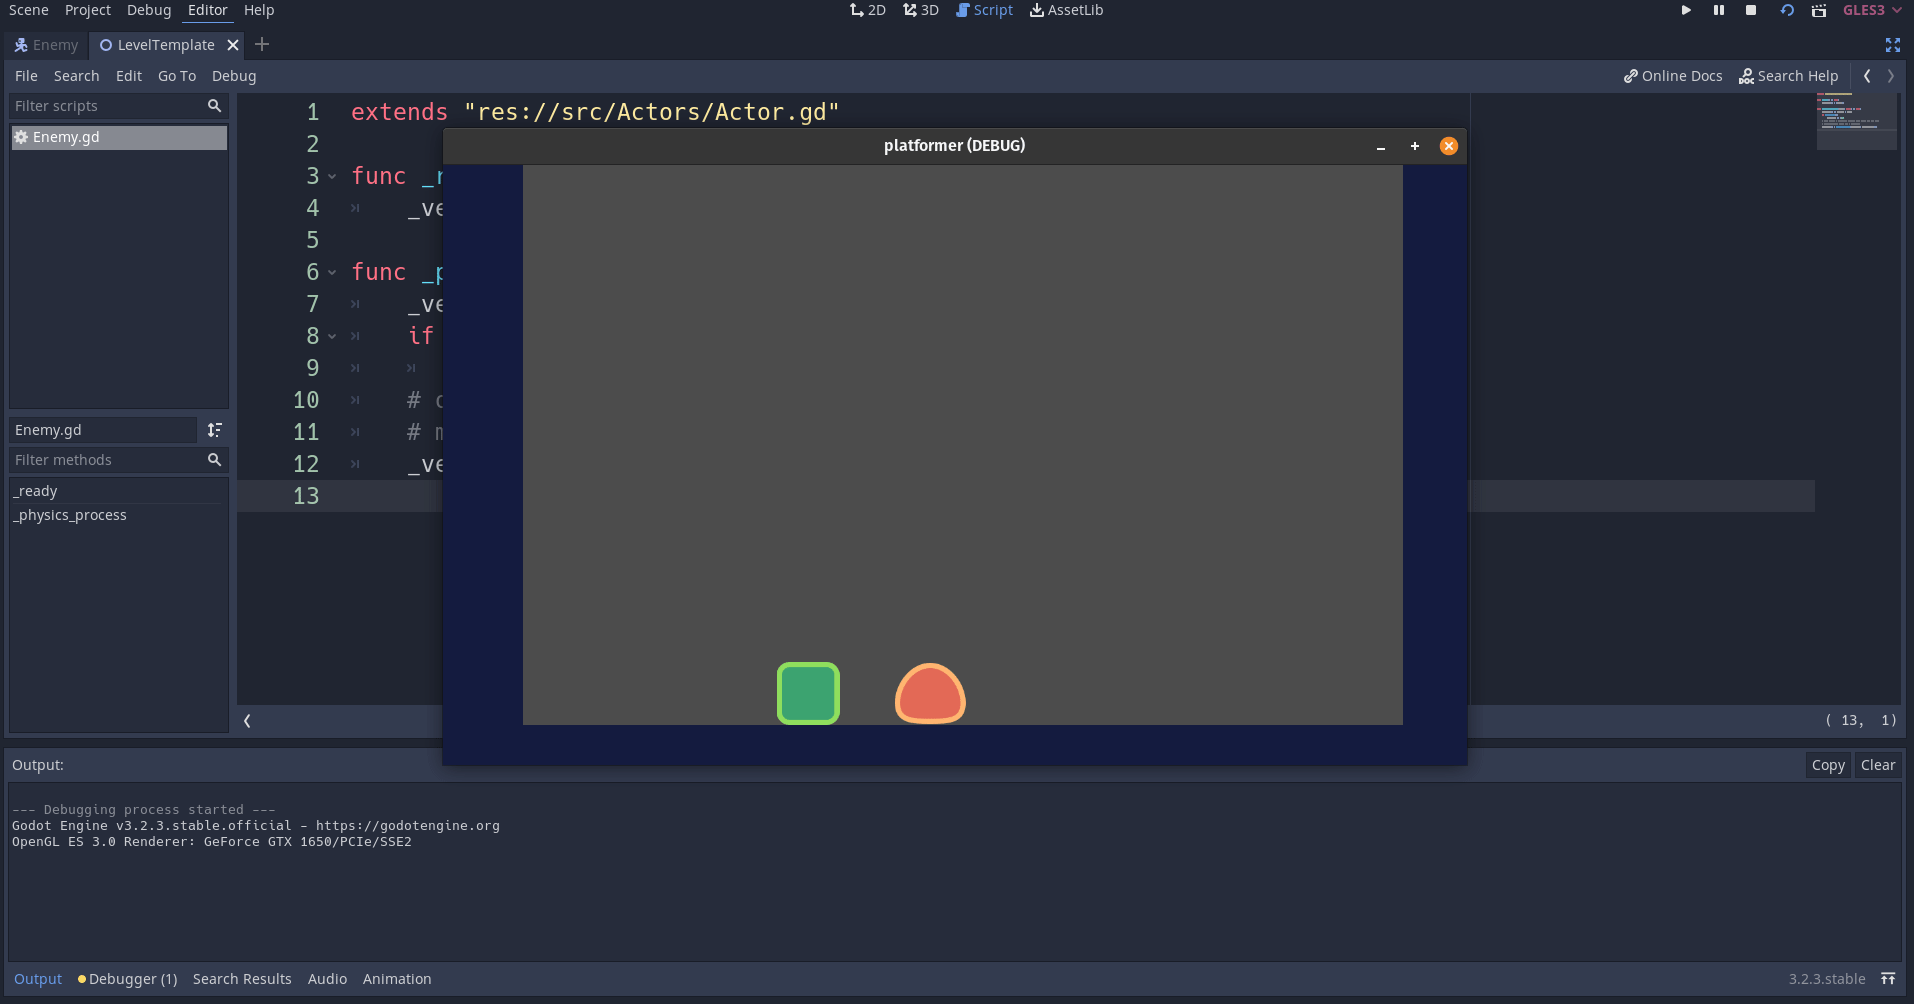 Scene Project Debug Editor Help 2D 3D Script AssetLib GLES3
Enemy LevelTemplate
File Search Edit Go To Debug Online Docs Search Help
Filter scripts
Enemy.gd
Enemy.gd
Filter methods
_ready
_physics_process
1 extends "res://src/Actors/Actor.gd"
2
3 func _r
4 _ve
5
6 func _p
7 _ve
8 if
9
10 #
11 #
12 _ve
13
platformer (DEBUG)
( 13, 1)
Output: Copy Clear
--- Debugging process started ---
Godot Engine v3.2.3.stable.official - https://godotengine.org
OpenGL ES 3.0 Renderer: GeForce GTX 1650/PCIe/SSE2
Output Debugger (1) Search Results Audio Animation 3.2.3.stable